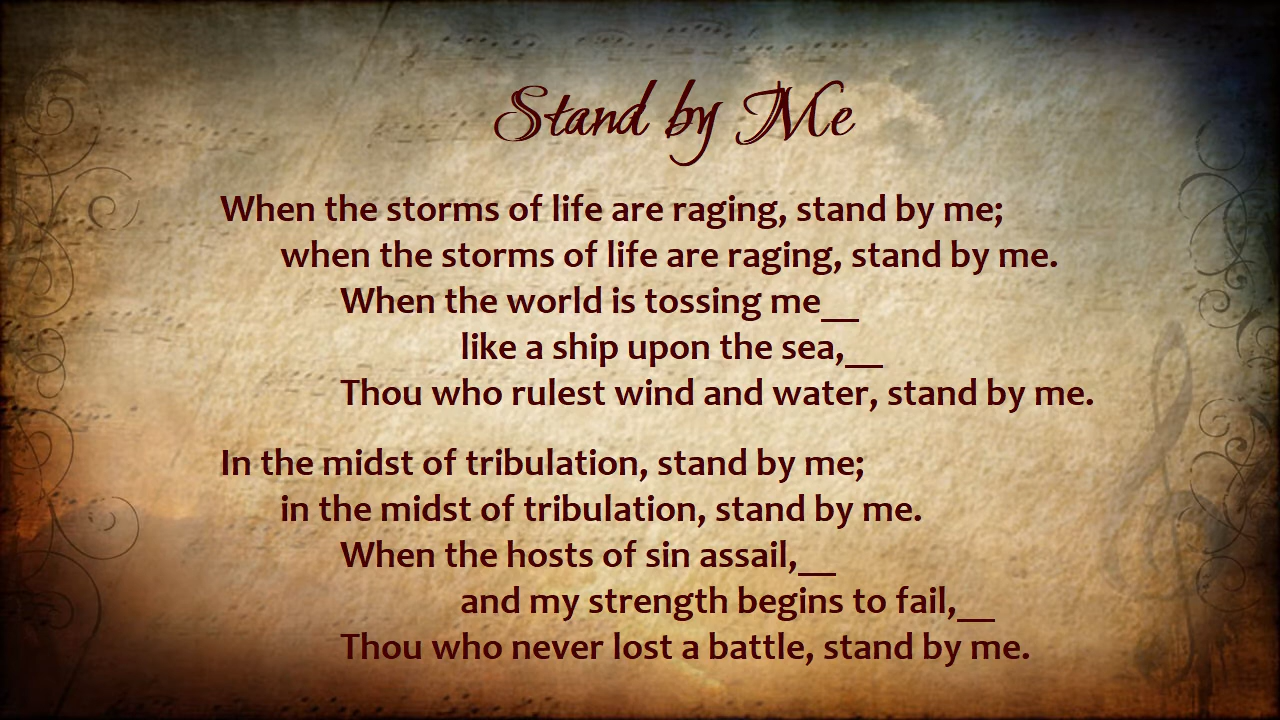 Stand by Me
When the storms of life are raging, stand by me;
when the storms of life are raging, stand by me.
When the world is tossing me__
like a ship upon the sea,__
Thou who rulest wind and water, stand by me.
In the midst of tribulation, stand by me;
in the midst of tribulation, stand by me.
When the hosts of sin assail,__
and my strength begins to fail,__
Thou who never lost a battle, stand by me.